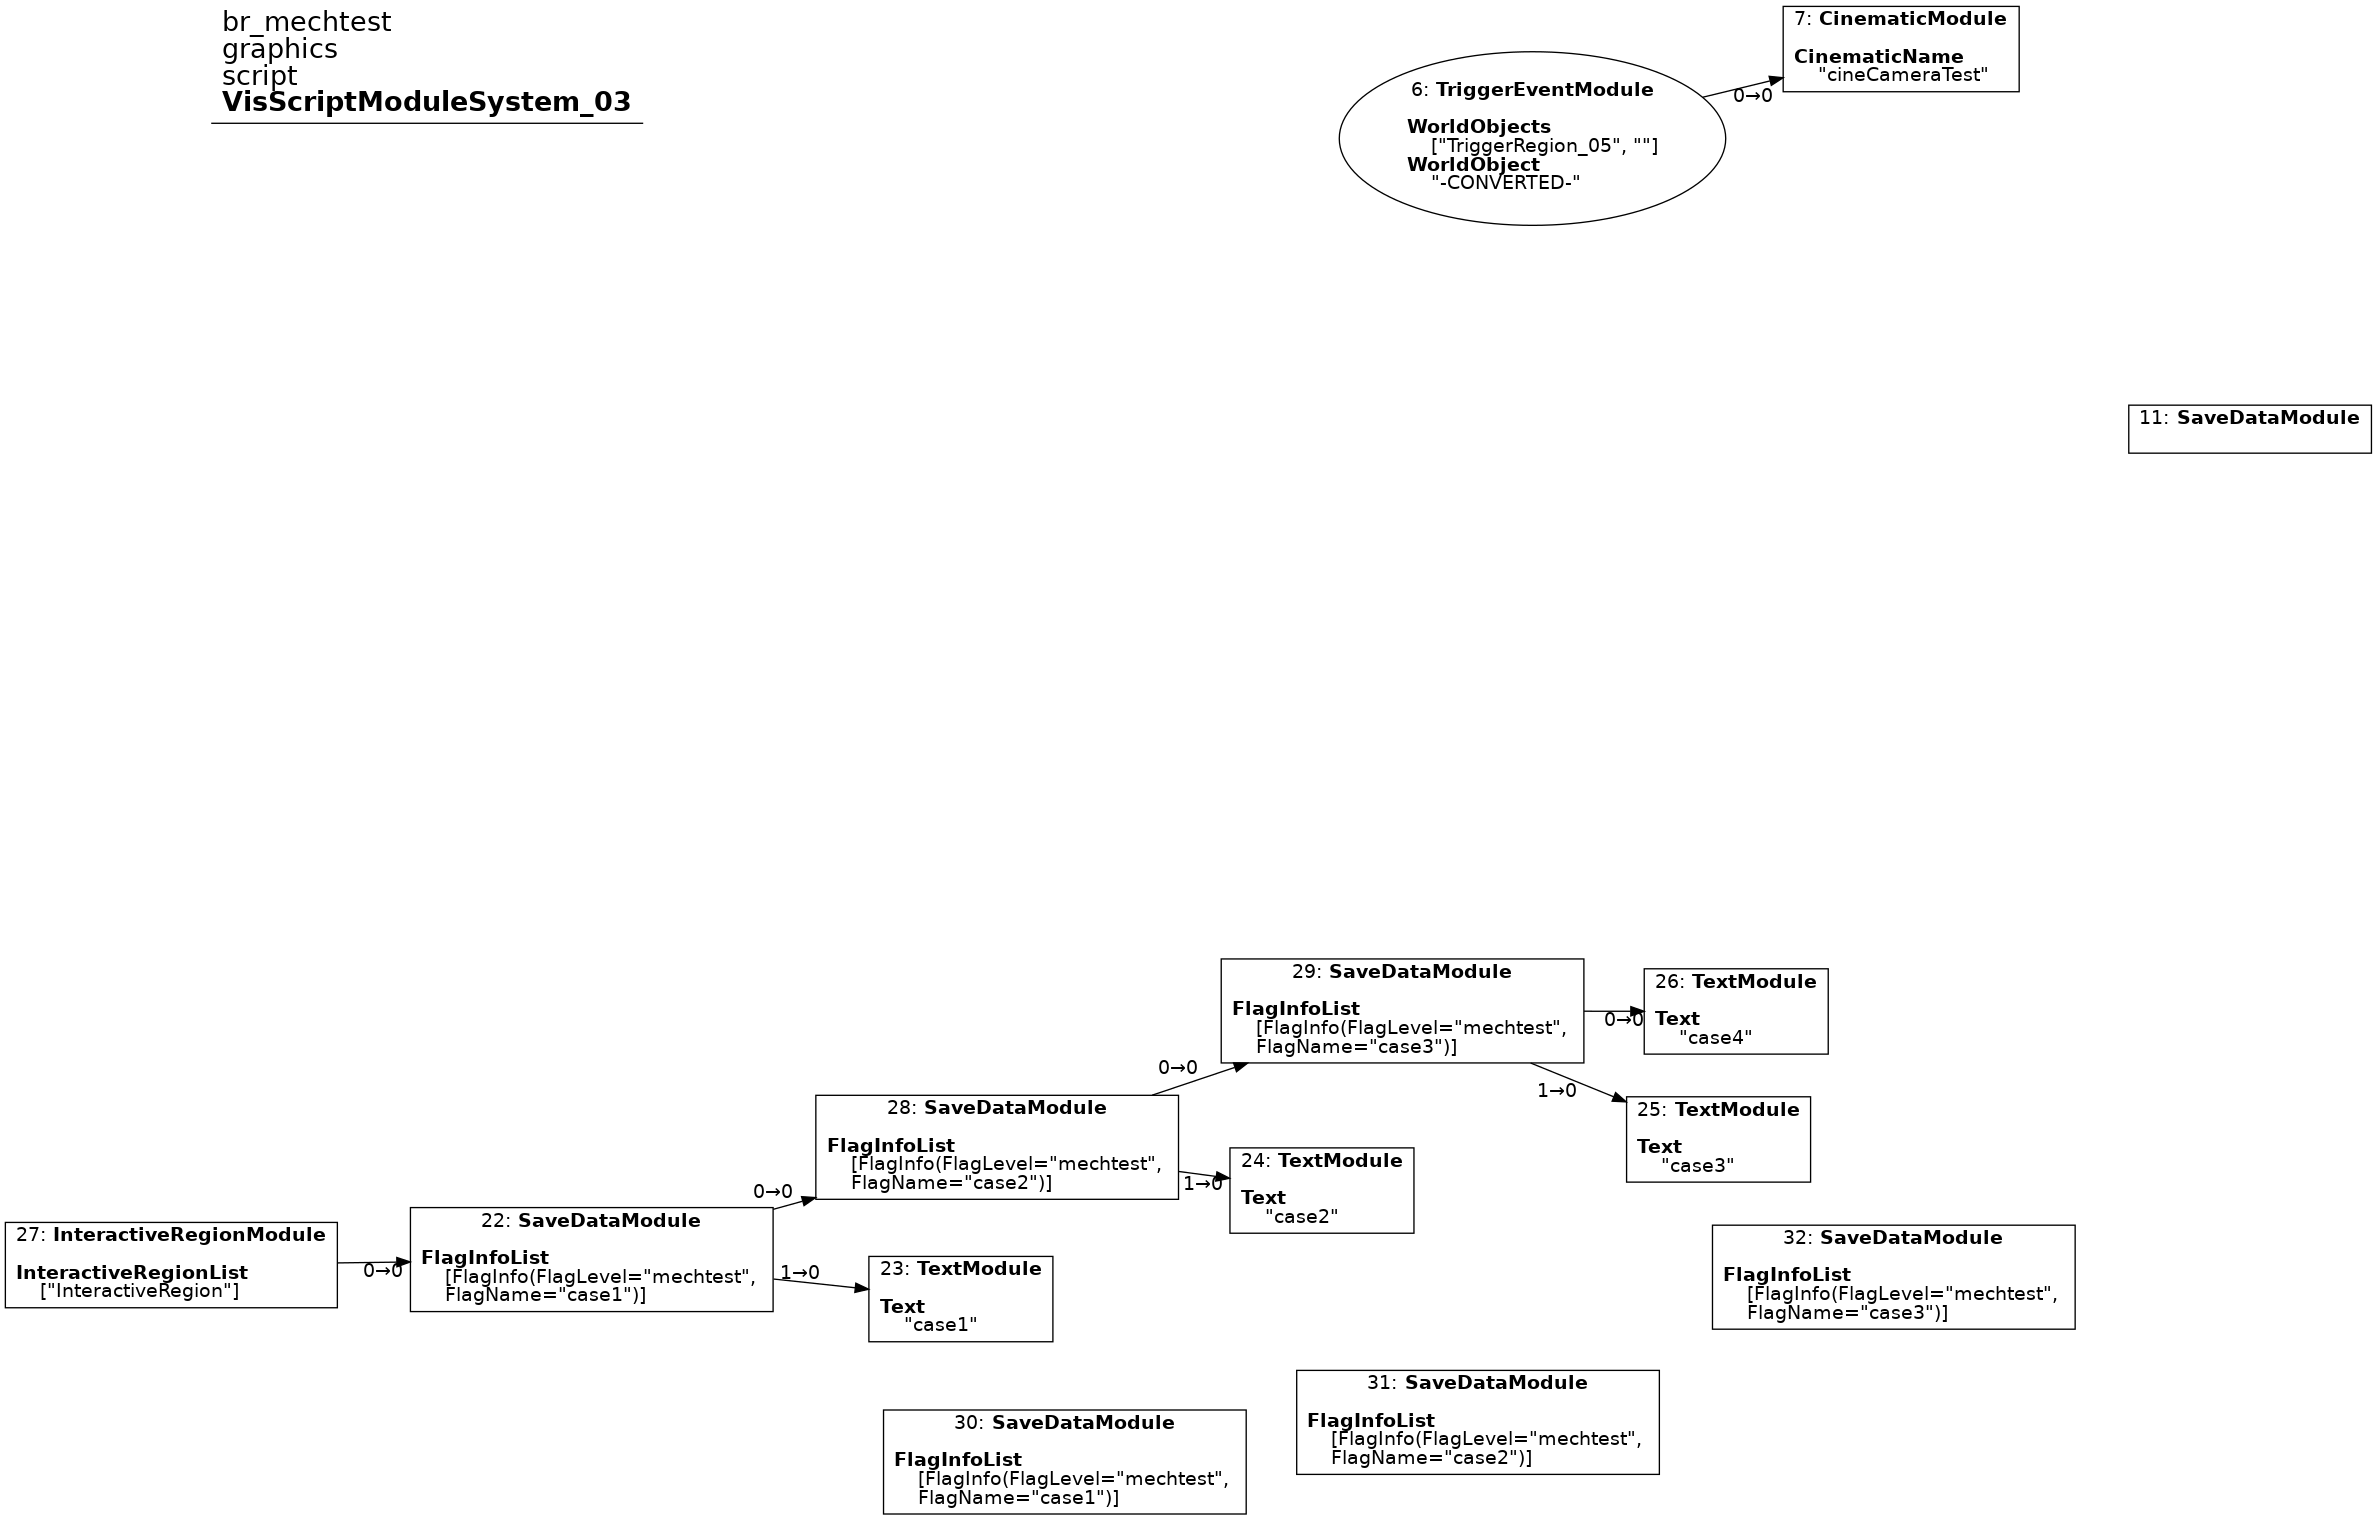 br_mechtest
graphics
script
VisScriptModuleSystem_03
7: CinematicModule
CinematicName
"cineCameraTest"
6: TriggerEventModule
WorldObjects
["TriggerRegion_05", ""]
WorldObject
"-CONVERTED-"
0→0
11: SaveDataModule
29: SaveDataModule
FlagInfoList
[FlagInfo(FlagLevel="mechtest",
FlagName="case3")]
0→0
26: TextModule
Text
"case4"
1→0
25: TextModule
Text
"case3"
0→0
28: SaveDataModule
FlagInfoList
[FlagInfo(FlagLevel="mechtest",
FlagName="case2")]
1→0
24: TextModule
Text
"case2"
0→0
27: InteractiveRegionModule
InteractiveRegionList
["InteractiveRegion"]
0→0
22: SaveDataModule
FlagInfoList
[FlagInfo(FlagLevel="mechtest",
FlagName="case1")]
1→0
23: TextModule
Text
"case1"
32: SaveDataModule
FlagInfoList
[FlagInfo(FlagLevel="mechtest",
FlagName="case3")]
31: SaveDataModule
FlagInfoList
[FlagInfo(FlagLevel="mechtest",
FlagName="case2")]
30: SaveDataModule
FlagInfoList
[FlagInfo(FlagLevel="mechtest",
FlagName="case1")]